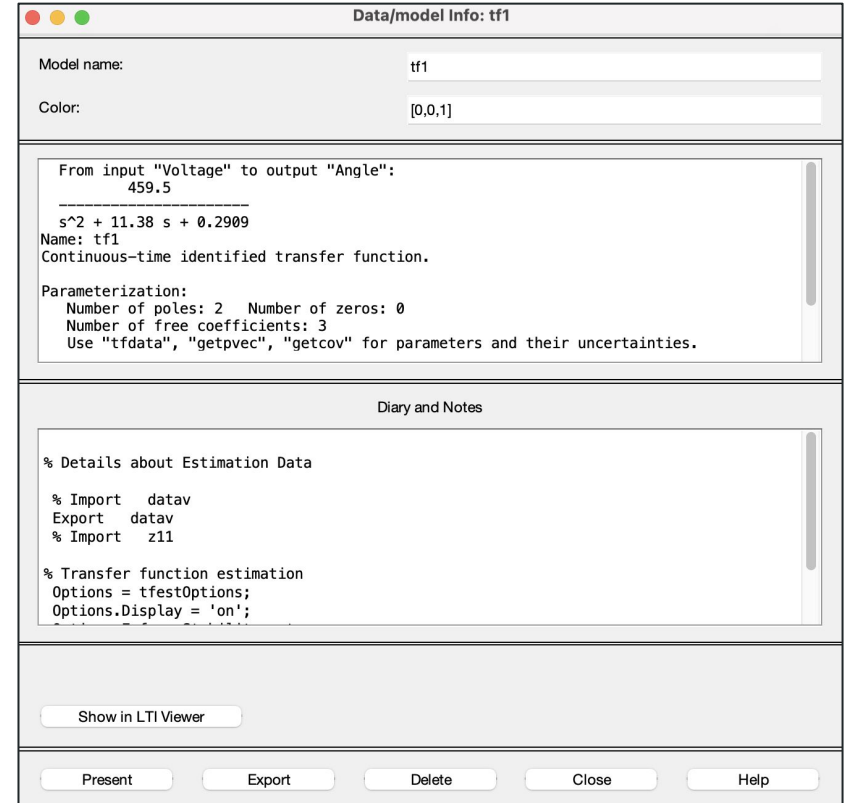 Data/model Info: tf1
Model name:
tf1
Color:
[0,0,1]
From input "Voltage" to output "Angle":
459.5
----------------------
s^2 + 11.38 s + 0.2909
Name: tf1
Continuous-time identified transfer function.
Parameterization:
Number of poles: 2   Number of zeros: 0
Number of free coefficients: 3
Use "tfdata", "getpvec", "getcov" for parameters and their uncertainties.
Diary and Notes
% Details about Estimation Data
% Import   datav
Export   datav
% Import   z11
% Transfer function estimation
Options = tfestOptions;
Options.Display = 'on';
Show in LTI Viewer
Present
Export
Delete
Close
Help